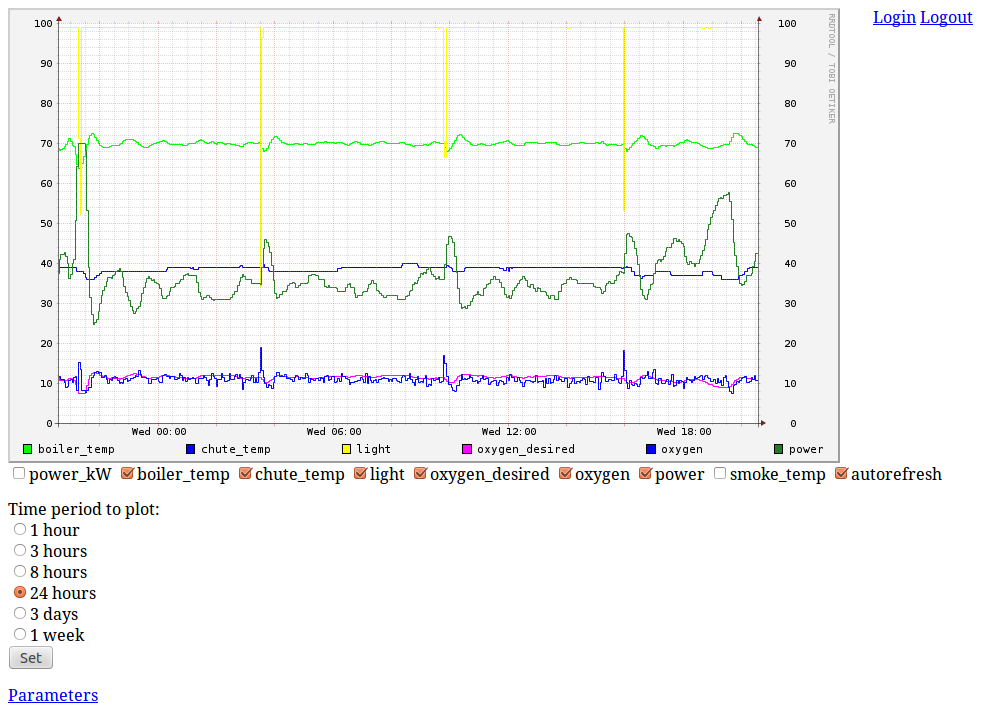 Login Logout
RRDTOOL / TOBI OETIKER
100 100
90 90
80 80
70 70
60 60
50 50
40 40
30 30
20 20
10 10
0 0
Wed 00:00 Wed 06:00 Wed 12:00 Wed 18:00
boiler_temp chute_temp light oxygen_desired oxygen power
power_kW boiler_temp chute_temp light oxygen_desired oxygen power smoke_temp autorefresh
Time period to plot:
1 hour
3 hours
8 hours
24 hours
3 days
1 week
Set
Parameters